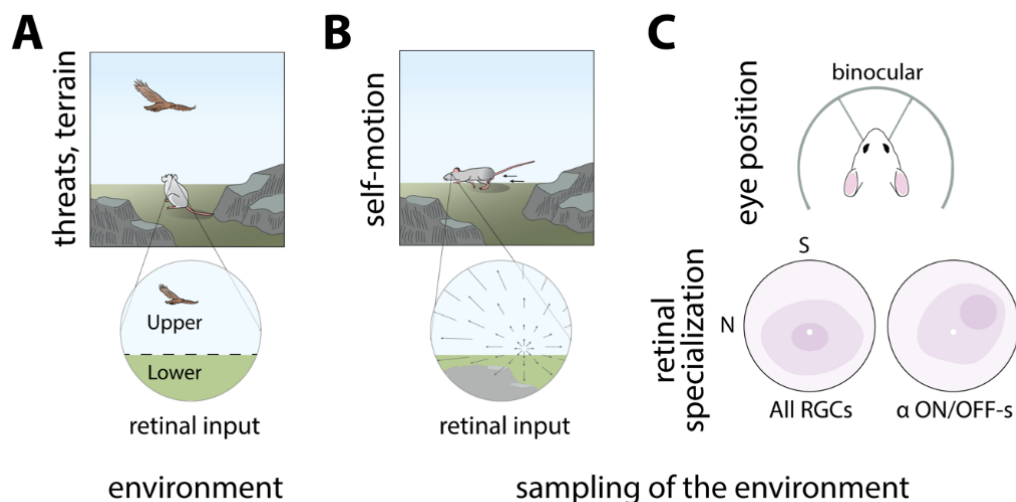 A
threats, terrain
Upper
Lower
retinal input
environment
B
self-motion
retinal input
C
eye position
binocular
retinal
specialization
S
N
All RGCs
α ON/OFF-s
sampling of the environment